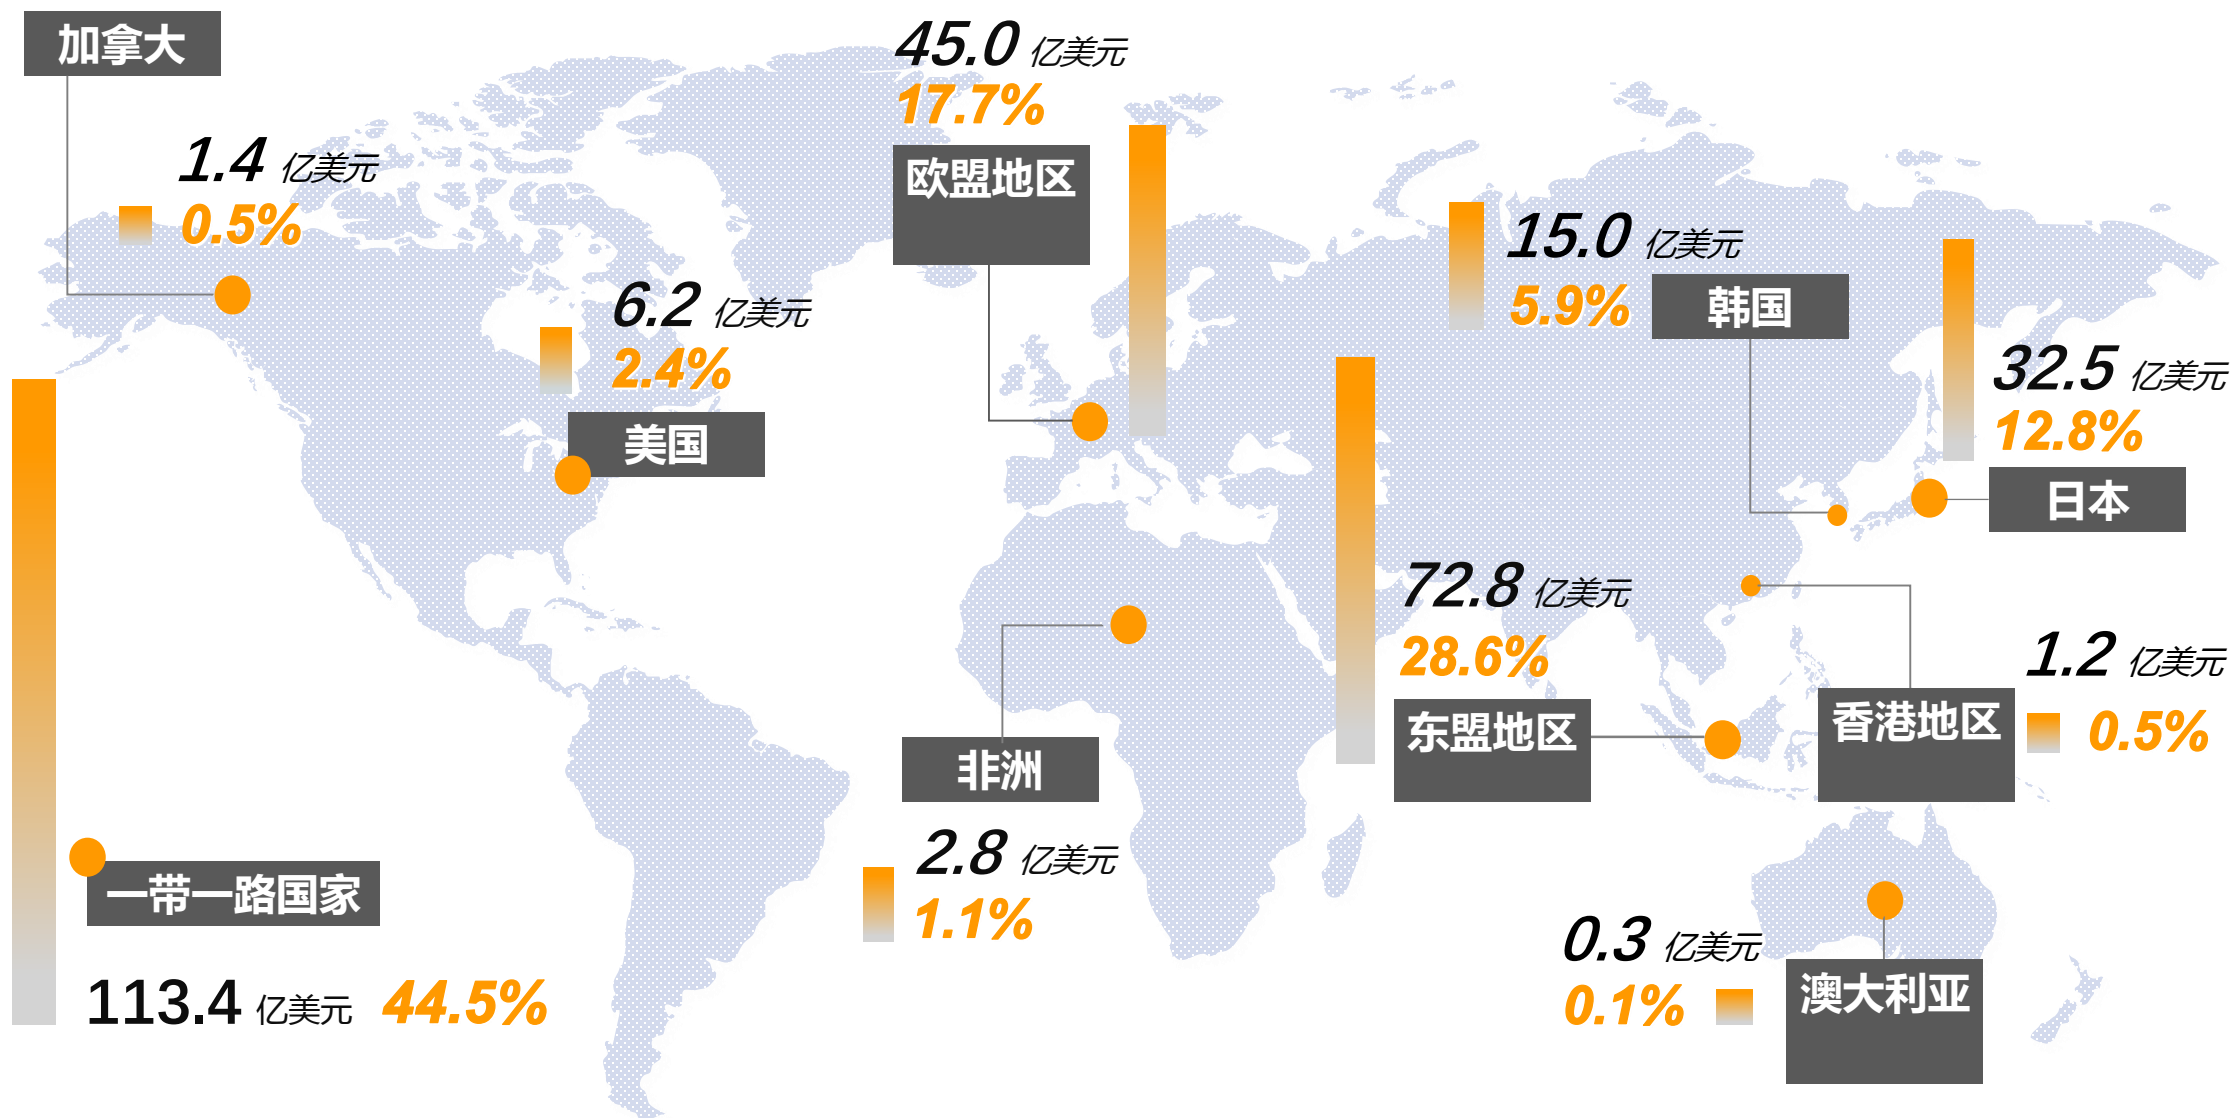 加拿大
1.4 亿美元
0.5%
45.0 亿美元
17.7%
欧盟地区
6.2 亿美元
2.4%
美国
15.0 亿美元
5.9%
韩国
32.5 亿美元
12.8%
日本
72.8 亿美元
28.6%
东盟地区
1.2 亿美元
0.5%
香港地区
非洲
2.8 亿美元
1.1%
一带一路国家
113.4 亿美元 44.5%
0.3 亿美元
0.1%
澳大利亚